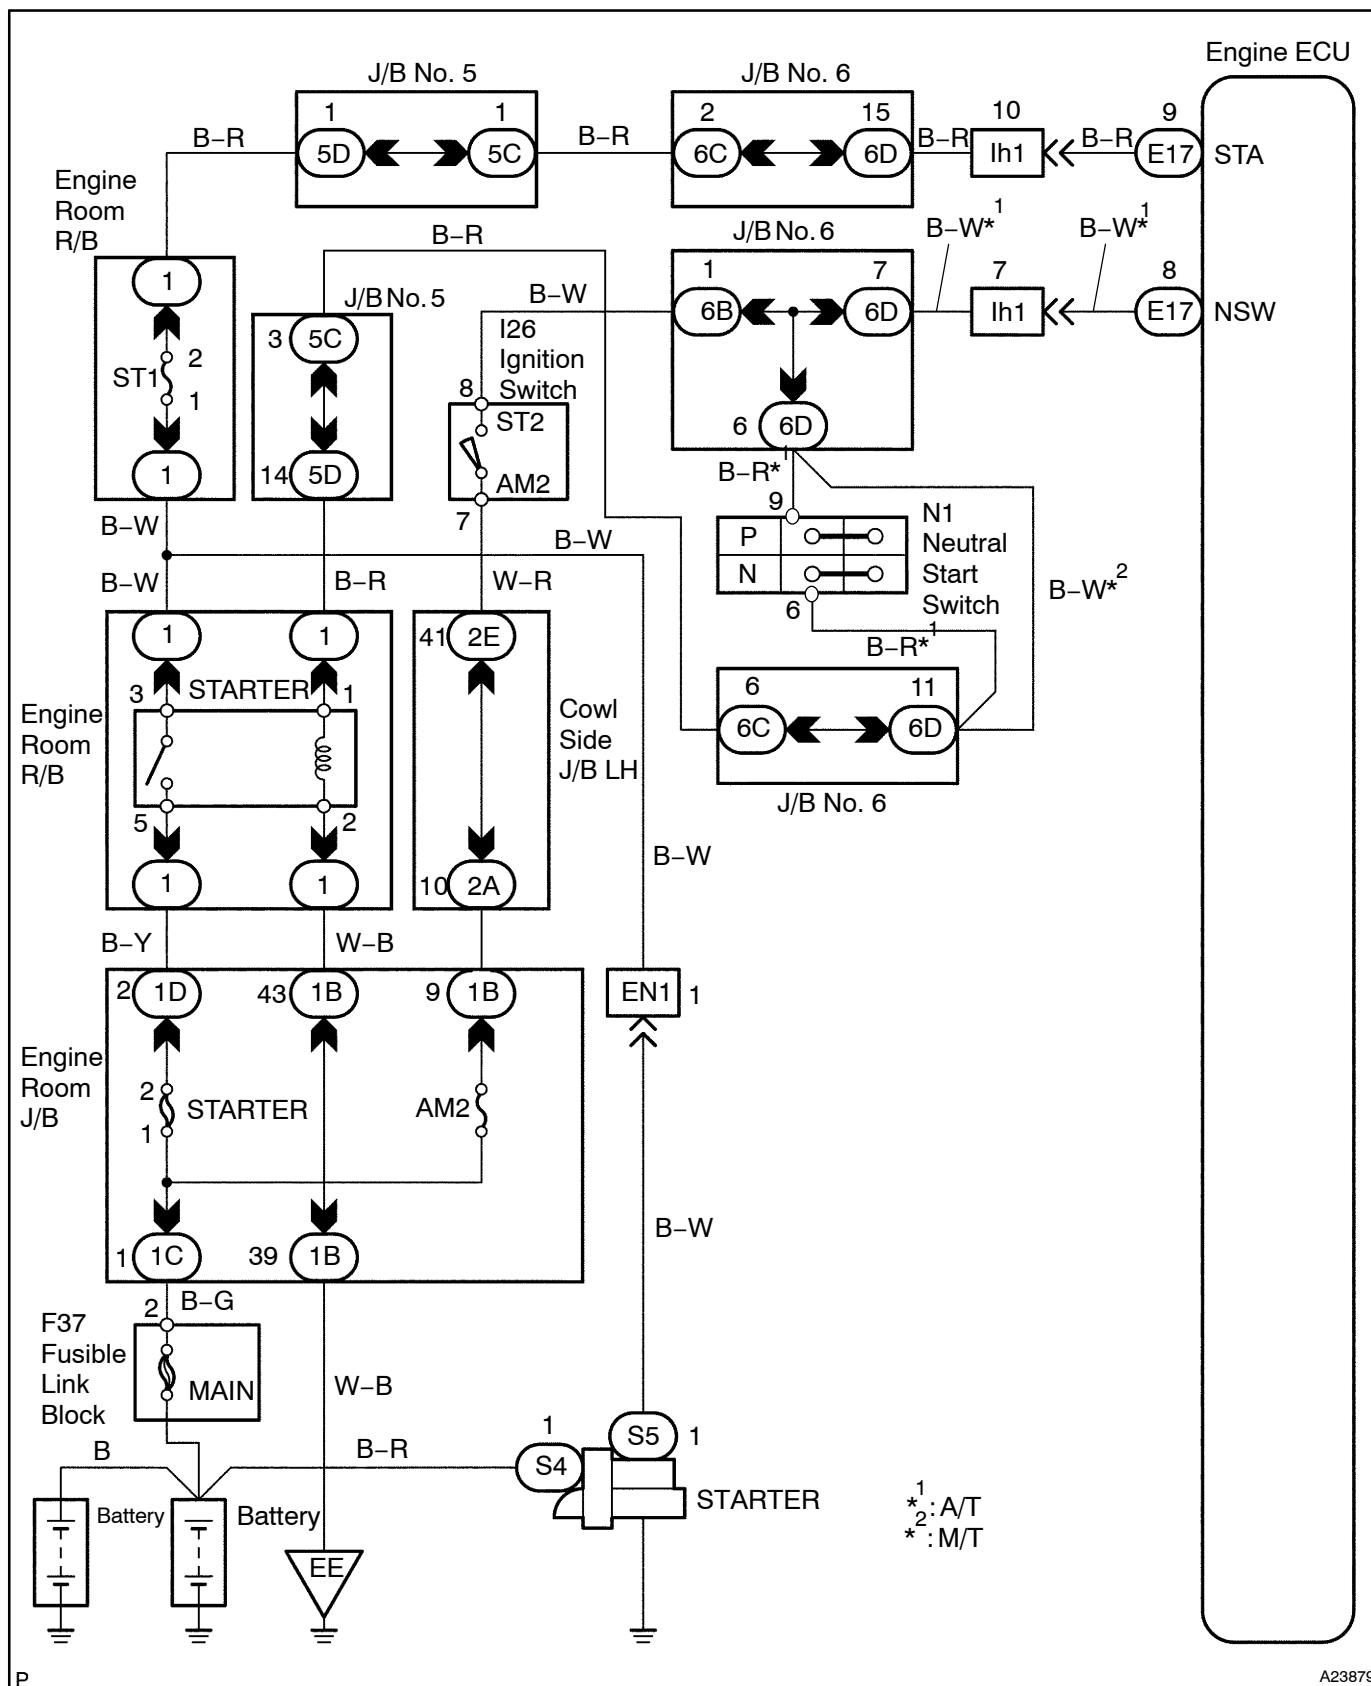 Engine ECU
J/B No. 5
J/B No. 6
1
1
2
15
10
9
B–R
5D
5C
B–R
6C
6D
B–R
Ih1
B–R
E17
STA
Engine
Room
R/B
B–R
J/B No. 6
B–W*1
B–W*1
1
1
7
7
8
B–W
6B
6D
Ih1
E17
NSW
J/B No. 5
3
5C
I26
Ignition
Switch
ST1
2
1
8
ST2
6
6D
1
14
5D
AM2
7
B–R*1
9
N1
Neutral
Start
Switch
P
N
6
B–W
B–W
B–W
B–R
W–R
B–W*2
B–R*1
1
1
41
2E
3
STARTER
1
Engine
Room
R/B
Cowl
Side
J/B LH
6
11
6C
6D
J/B No. 6
5
2
1
1
10
2A
B–W
B–Y
W–B
2
1D
43
1B
9
1B
EN1
1
Engine
Room
J/B
2
1
STARTER
AM2
B–W
1
1C
39
1B
B–G
2
F37
Fusible
Link
Block
MAIN
W–B
B
B–R
1
S4
S5
1
STARTER
Battery
Battery
*1: A/T
*2: M/T
EE
P
A23879